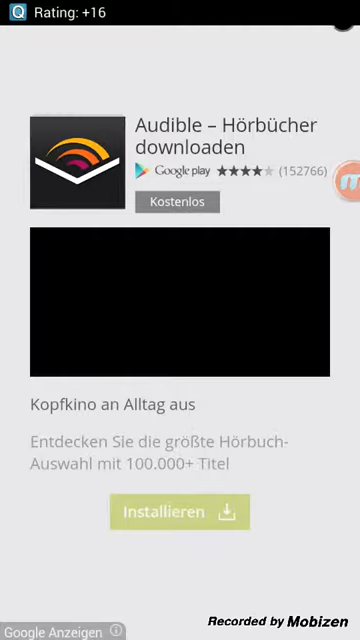 Rating: +16
Audible – Hörbücher
downloaden
Google play (152766)
Kostenlos
Kopfkino an Alltag aus
Entdecken Sie die größte Hörbuch-
Auswahl mit 100.000+ Titel
Installieren
Google Anzeigen
Recorded by Mobizen